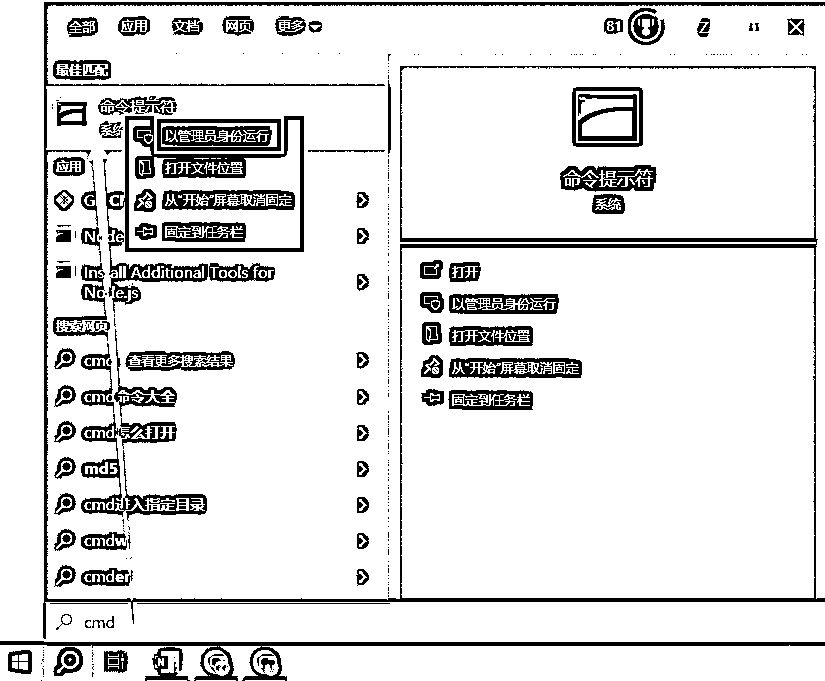 全部 应用 文档 网页 更多 81
最佳匹配
命令提示符
系统
以管理员身份运行
打开文件位置
从"开始"屏幕取消固定
固定到任务栏
应用
Node
Install Additional Tools for
Node.js
搜索网页
cmd 查看更多搜索结果
cmd命令大全
cmd怎么打开
md5
cmd进入指定目录
cmdw
cmder
cmd
命令提示符
系统
打开
以管理员身份运行
打开文件位置
从"开始"屏幕取消固定
固定到任务栏